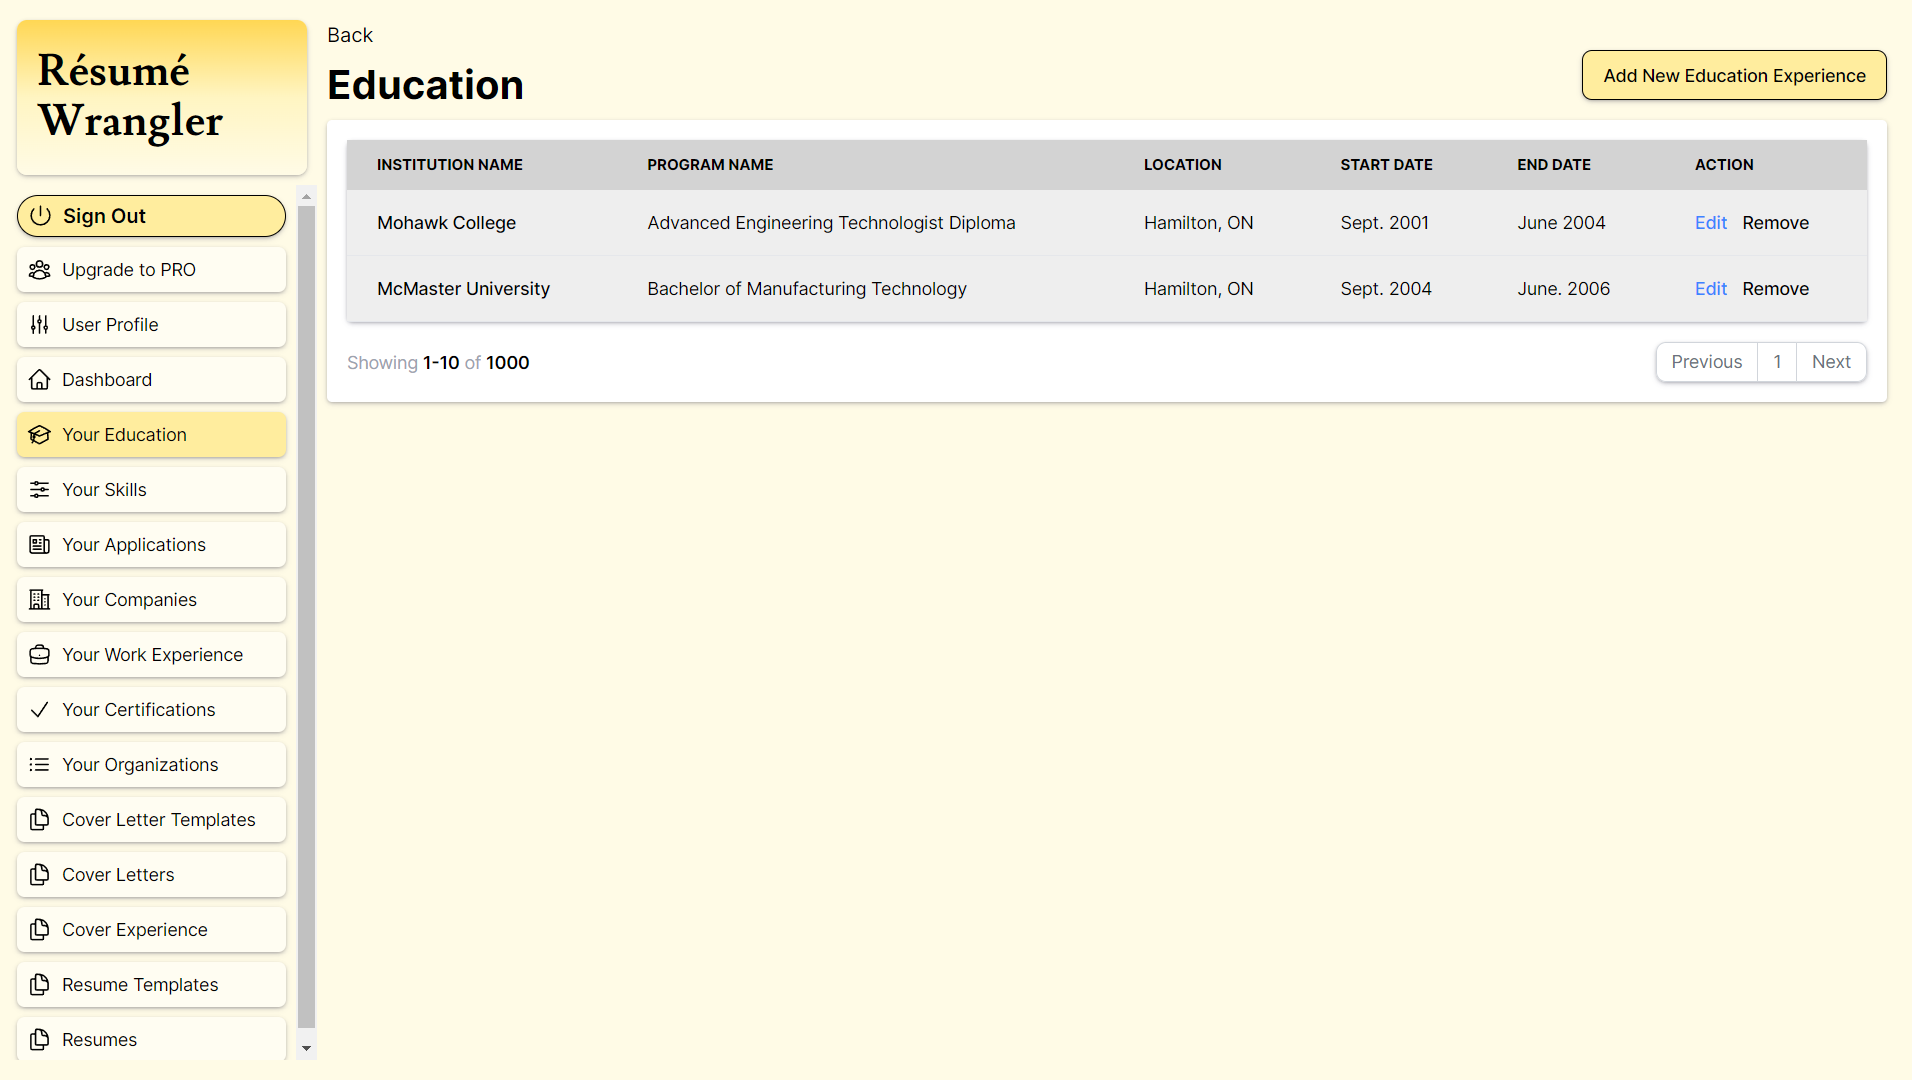 Résumé
Wrangler
Sign Out
Upgrade to PRO
User Profile
Dashboard
Your Education
Your Skills
Your Applications
Your Companies
Your Work Experience
Your Certifications
Your Organizations
Cover Letter Templates
Cover Letters
Cover Experience
Resume Templates
Resumes
Back
Education
Add New Education Experience
INSTITUTION NAME PROGRAM NAME LOCATION START DATE END DATE ACTION
Mohawk College Advanced Engineering Technologist Diploma Hamilton, ON Sept. 2001 June 2004 Edit Remove
McMaster University Bachelor of Manufacturing Technology Hamilton, ON Sept. 2004 June. 2006 Edit Remove
Showing 1-10 of 1000
Previous 1 Next